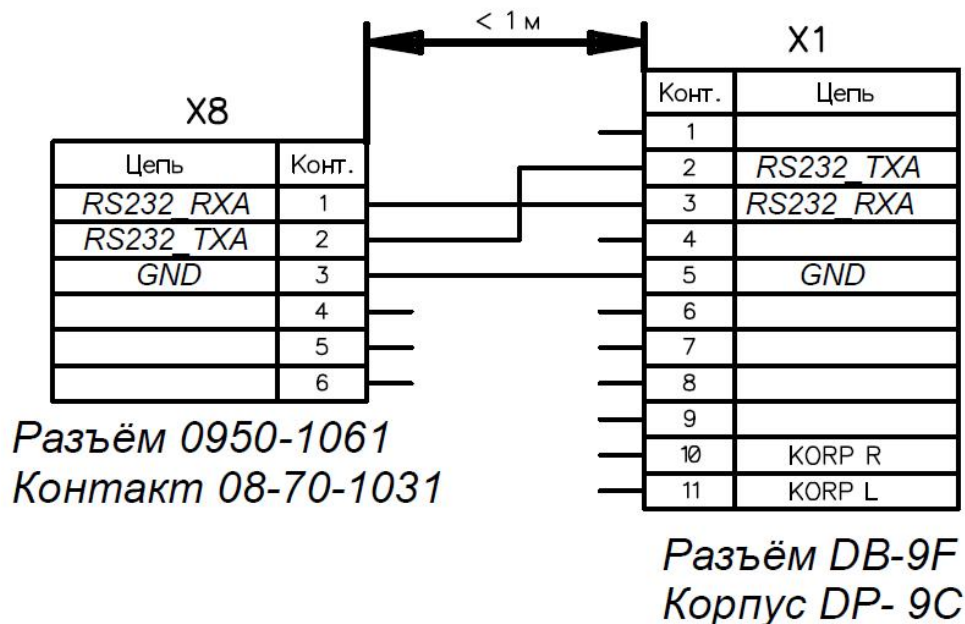 < 1 м
X8
Цепь Конт.
RS232_RXA 1
RS232_TXA 2
GND 3
4
5
6
Разъём 0950-1061
Контакт 08-70-1031
X1
Конт. Цепь
1
2 RS232_TXA
3 RS232_RXA
4
5 GND
6
7
8
9
10 KORP R
11 KORP L
Разъём DB-9F
Корпус DP- 9C